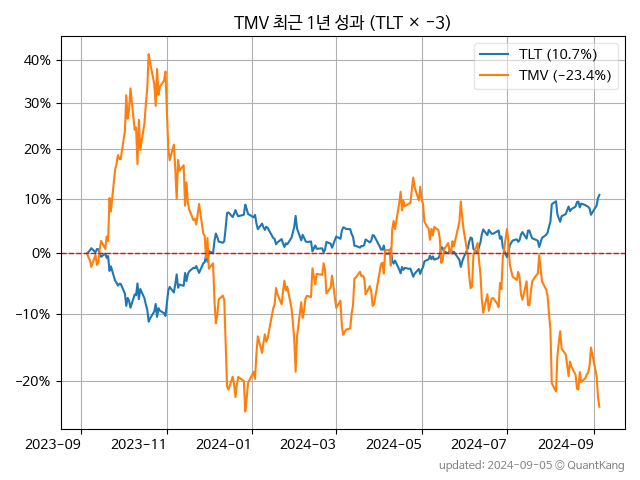 TMV 최근 1년 성과 (TLT × −3)
TLT (10.7%)
TMV (−23.4%)
40%
30%
20%
10%
0%
−10%
−20%
2023-09 2023-11 2024-01 2024-03 2024-05 2024-07 2024-09
updated: 2024-09-05 © QuantKang